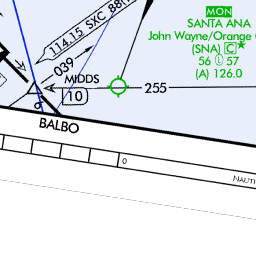 MON
SANTA ANA
John Wayne/Orange
(SNA) C★
56 57
(A) 126.0
114.15 SXC 88
039
MIDDS
10
255
BALBO
0
NAUTI